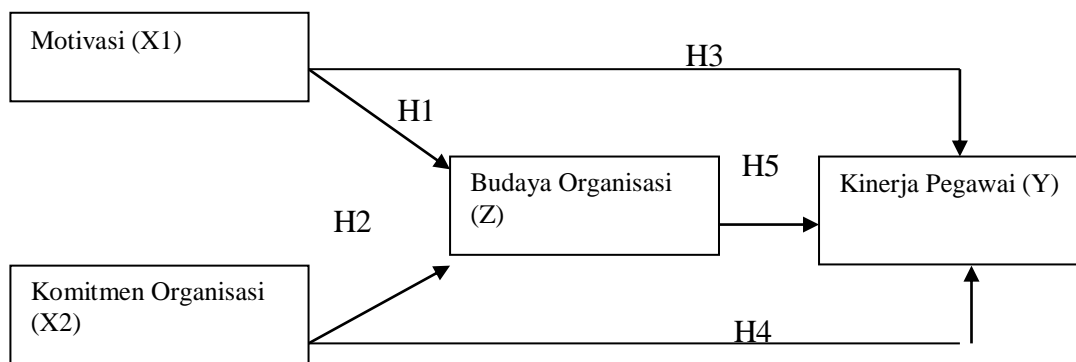 Motivasi (X1)
H3
H1
Budaya Organisasi
(Z)
H5
Kinerja Pegawai (Y)
H2
Komitmen Organisasi
(X2)
H4